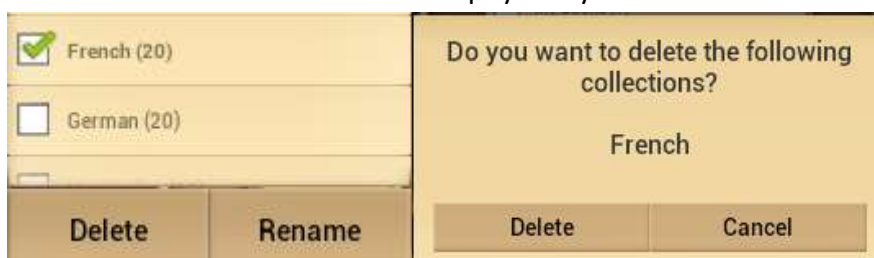 French (20)
German (20)
Delete
Rename
Do you want to delete the following
collections?
French
Delete
Cancel